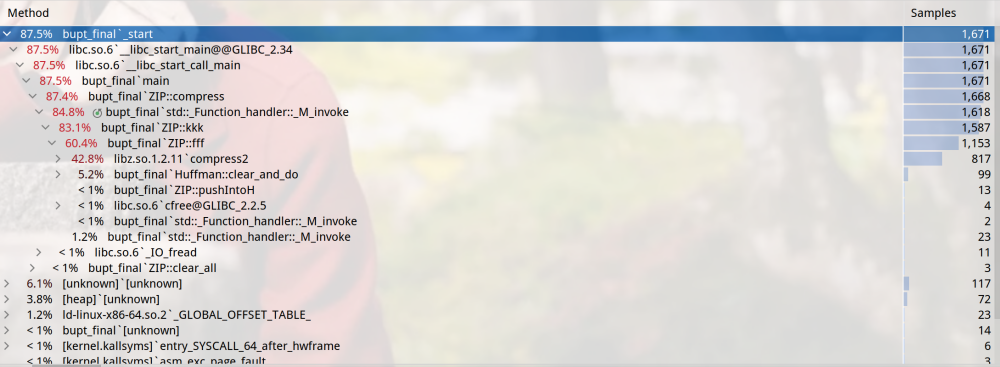 Method Samples
87.5% bupt_final`_start 1,671
87.5% libc.so.6`__libc_start_main@@GLIBC_2.34 1,671
87.5% libc.so.6`__libc_start_call_main 1,671
87.5% bupt_final`main 1,671
87.4% bupt_final`ZIP::compress 1,668
84.8% bupt_final`std::_Function_handler::_M_invoke 1,618
83.1% bupt_final`ZIP::kkk 1,587
60.4% bupt_final`ZIP::fff 1,153
42.8% libz.so.1.2.11`compress2 817
5.2% bupt_final`Huffman::clear_and_do 99
< 1% bupt_final`ZIP::pushIntoH 13
< 1% libc.so.6`cfree@GLIBC_2.2.5 4
< 1% bupt_final`std::_Function_handler::_M_invoke 2
1.2% bupt_final`std::_Function_handler::_M_invoke 23
< 1% libc.so.6`_IO_fread 11
< 1% bupt_final`ZIP::clear_all 3
6.1% [unknown]`[unknown] 117
3.8% [heap]`[unknown] 72
1.2% ld-linux-x86-64.so.2`_GLOBAL_OFFSET_TABLE_ 23
< 1% bupt_final`[unknown] 14
< 1% [kernel.kallsyms]`entry_SYSCALL_64_after_hwframe 6
< 1% [kernel.kallsyms]`asm_exc_page_fault 3